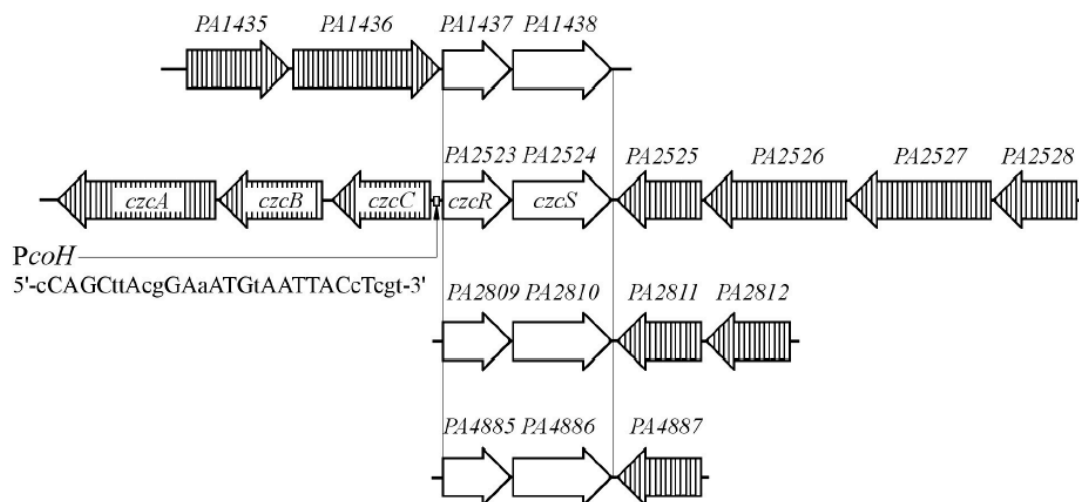 PA1435 PA1436 PA1437 PA1438
PA2523 PA2524 PA2525 PA2526 PA2527 PA2528
czcA czcB czcC czcR czcS
PcoH
5'-cCAGCttAcgGAaATGtAATTACcTcgt-3'
PA2809 PA2810 PA2811 PA2812
PA4885 PA4886 PA4887